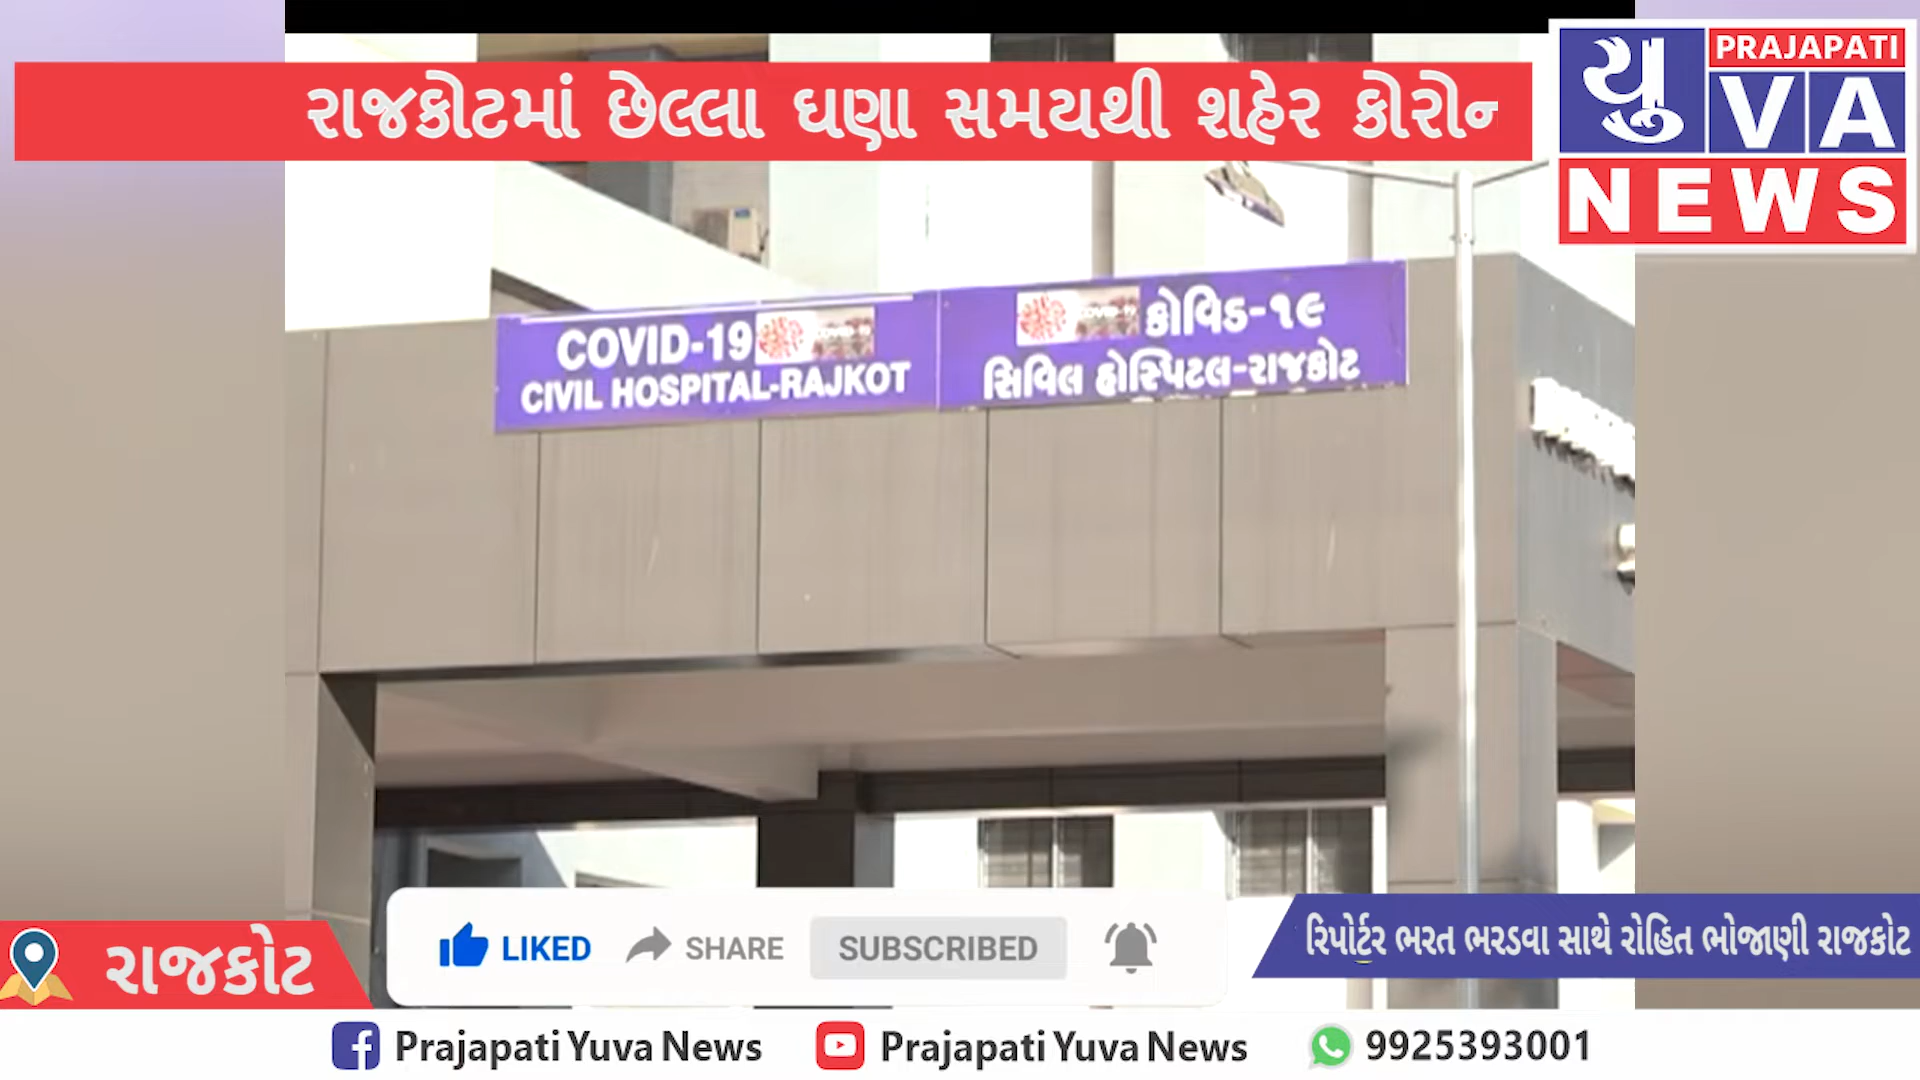 રાજકોટમાં છેલ્લા ઘણા સમયથી શહેર કોરોન
PRAJAPATI
યુVA
NEWS
COVID-19
CIVIL HOSPITAL-RAJKOT
કોવિડ-૧૯
સિવિલ હોસ્પિટલ-રાજકોટ
રાજકોટ
LIKED
SHARE
SUBSCRIBED
રિપોર્ટર ભરત ભરડવા સાથે રોહિત ભોજાણી રાજકોટ
Prajapati Yuva News
Prajapati Yuva News
9925393001